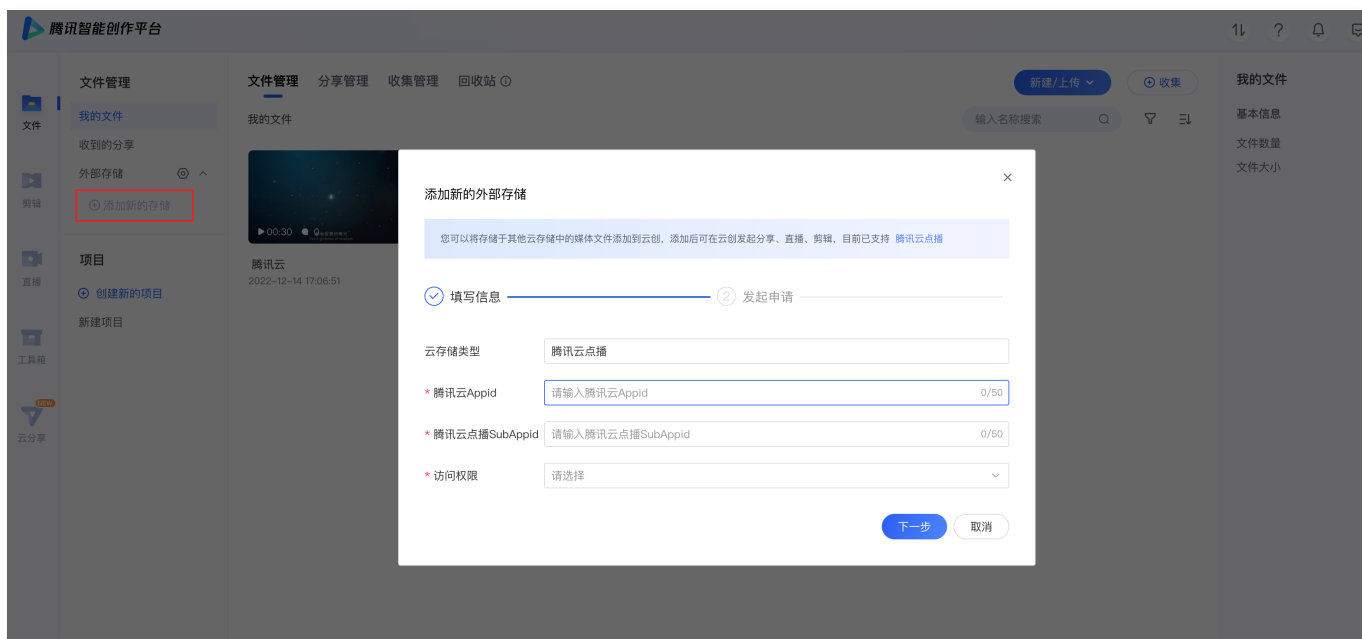 腾讯智能创作平台
文件
剪辑
直播
工具箱
NEW
云分享
文件管理
我的文件
收到的分享
外部存储
添加新的存储
项目
创建新的项目
新建项目
文件管理 分享管理 收集管理 回收站
新建/上传
收集
我的文件
输入名称搜索
00:30
腾讯云
2022-12-14 17:06:51
添加新的外部存储
您可以将存储于其他云存储中的媒体文件添加到云创，添加后可在云创发起分享、直播、剪辑，目前已支持 腾讯云点播
填写信息
2 发起申请
云存储类型 腾讯云点播
* 腾讯云Appid 请输入腾讯云Appid 0/50
* 腾讯云点播SubAppid 请输入腾讯云点播SubAppid 0/50
* 访问权限 请选择
下一步 取消
我的文件
基本信息
文件数量
文件大小